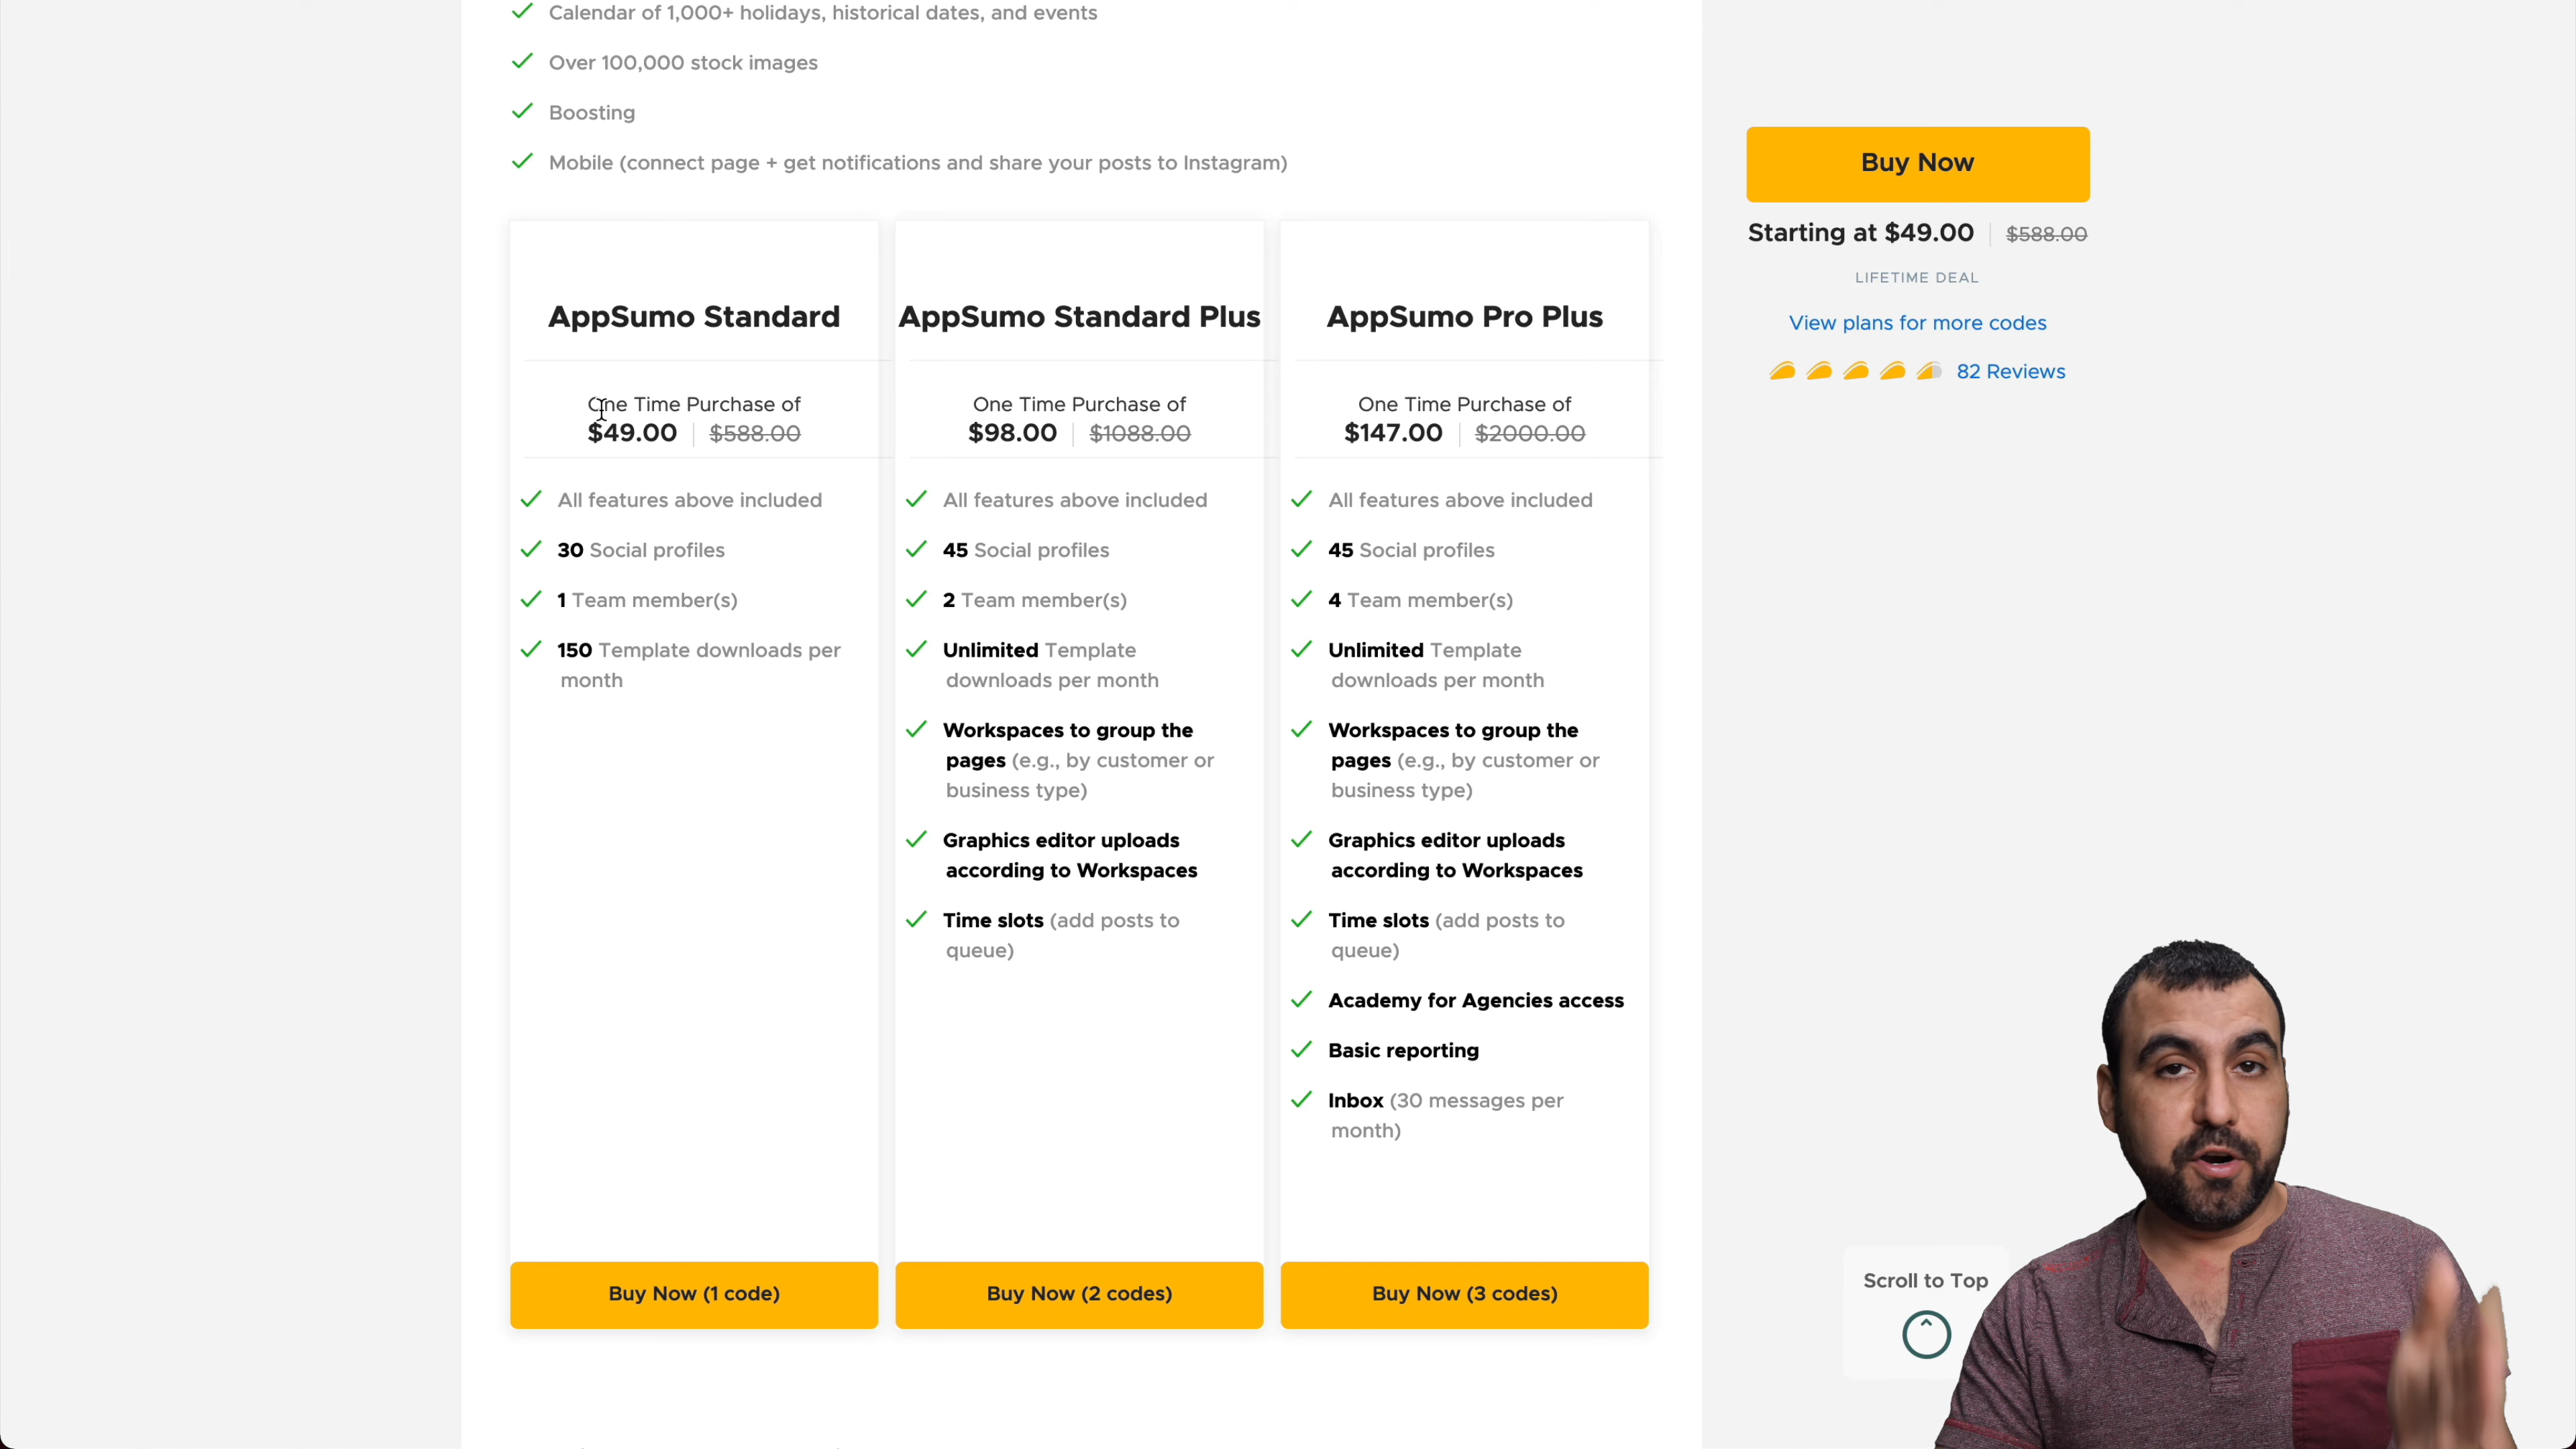 Calendar of 1,000+ holidays, historical dates, and events
Over 100,000 stock images
Boosting
Mobile (connect page + get notifications and share your posts to Instagram)
AppSumo Standard
One Time Purchase of
$49.00 | $588.00
All features above included
30 Social profiles
1 Team member(s)
150 Template downloads per
month
Buy Now (1 code)
AppSumo Standard Plus
One Time Purchase of
$98.00 | $1088.00
All features above included
45 Social profiles
2 Team member(s)
Unlimited Template
downloads per month
Workspaces to group the
pages (e.g., by customer or
business type)
Graphics editor uploads
according to Workspaces
Time slots (add posts to
queue)
Buy Now (2 codes)
AppSumo Pro Plus
One Time Purchase of
$147.00 | $2000.00
All features above included
45 Social profiles
4 Team member(s)
Unlimited Template
downloads per month
Workspaces to group the
pages (e.g., by customer or
business type)
Graphics editor uploads
according to Workspaces
Time slots (add posts to
queue)
Academy for Agencies access
Basic reporting
Inbox (30 messages per
month)
Buy Now (3 codes)
Buy Now
Starting at $49.00 | $588.00
LIFETIME DEAL
View plans for more codes
82 Reviews
Scroll to Top